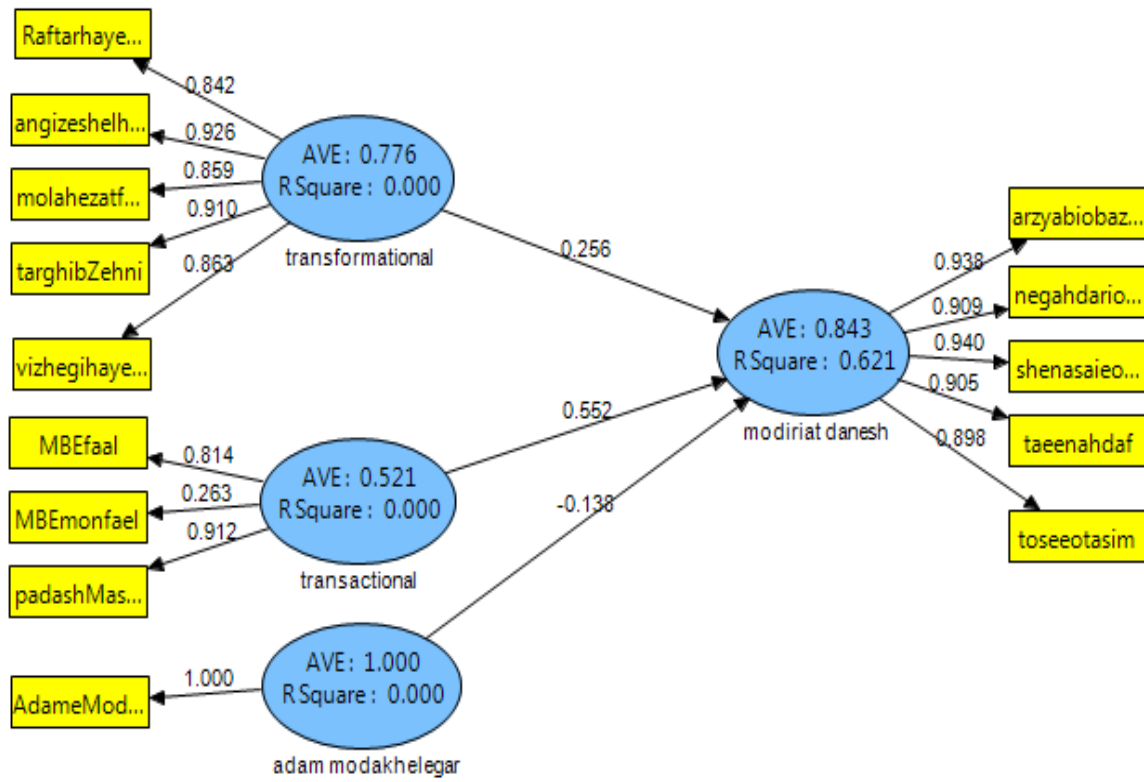 Raftarhaye...
0.842
angizeshelh...
0.926
molahezatf...
0.859
targhibZehni
0.910
vizhegihaye...
0.863
AVE: 0.776
R Square: 0.000
transformational
0.256
MBEfaal
0.814
MBEmonfael
0.263
padashMas...
0.912
AVE: 0.521
R Square: 0.000
transactional
0.552
AdameMod...
1.000
AVE: 1.000
R Square: 0.000
adam modakhelegar
-0.138
AVE: 0.843
R Square: 0.621
modiriat danesh
arzyabiobaz...
0.938
negahdario...
0.909
shenasaieo...
0.940
taeenahdaf
0.905
toseeotasim
0.898